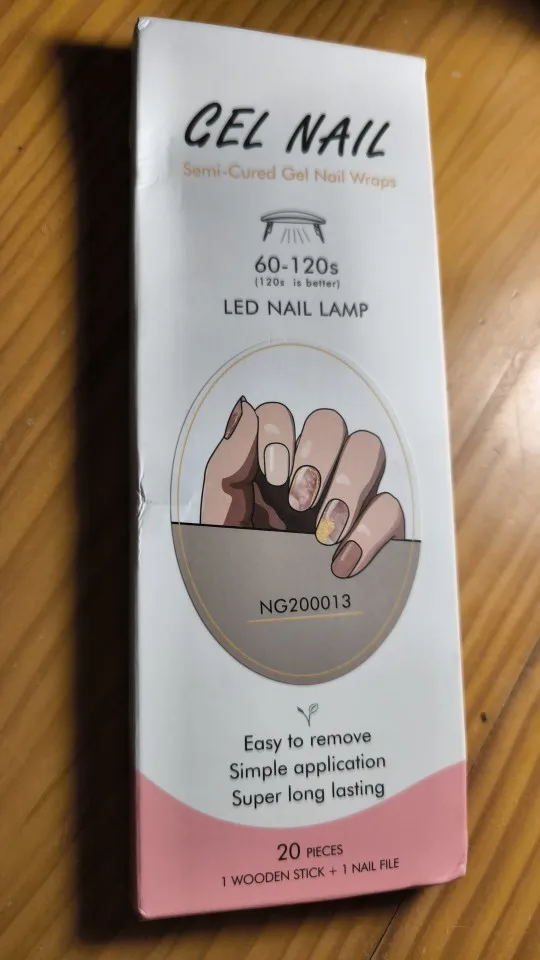 GEL NAIL
Semi-Cured Gel Nail Wraps
60-120s
(120s is better)
LED NAIL LAMP
NG200013
Easy to remove
Simple application
Super long lasting
20 PIECES
1 WOODEN STICK + 1 NAIL FILE